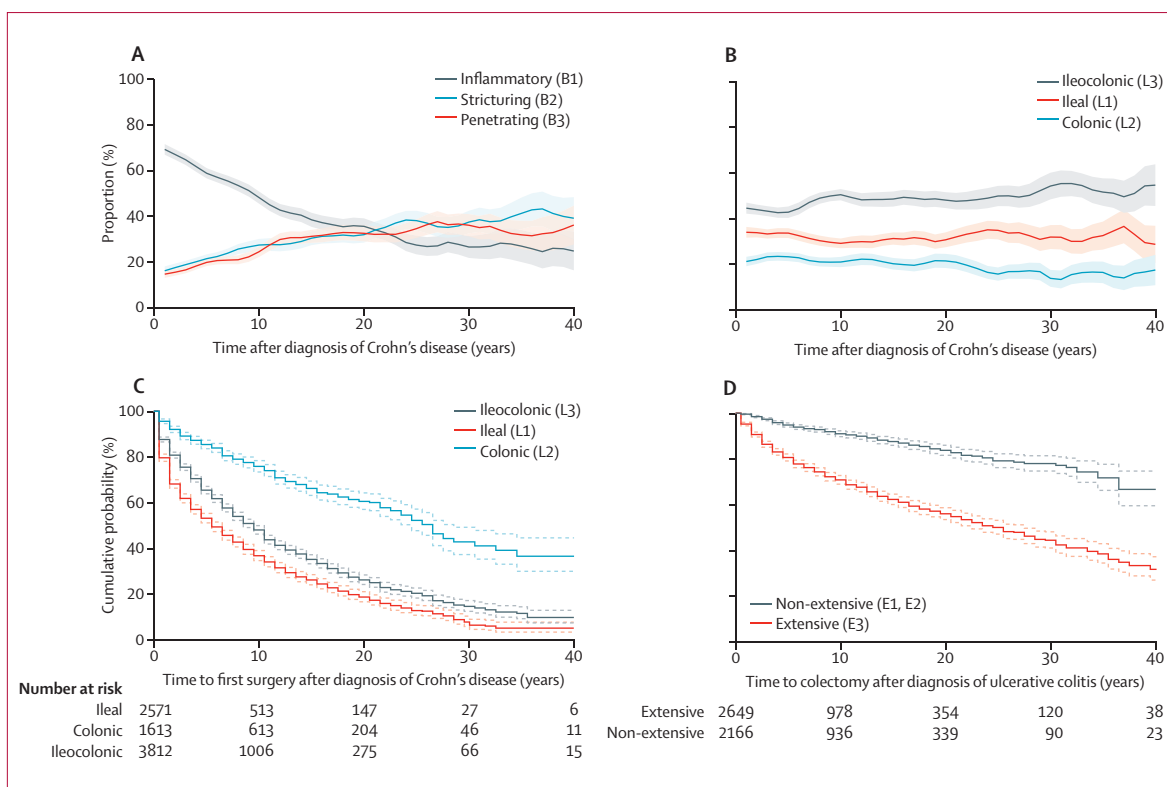 A
100
80
60
40
20
0
Proportion (%)
Inflammatory (B1)
Stricturing (B2)
Penetrating (B3)
0 10 20 30 40
Time after diagnosis of Crohn's disease (years)
B
Ileocolonic (L3)
Ileal (L1)
Colonic (L2)
0 10 20 30 40
Time after diagnosis of Crohn's disease (years)
C
100
80
60
40
20
0
Cumulative probability (%)
Ileocolonic (L3)
Ileal (L1)
Colonic (L2)
0 10 20 30 40
Time to first surgery after diagnosis of Crohn's disease (years)
Number at risk
Ileal 2571 513 147 27 6
Colonic 1613 613 204 46 11
Ileocolonic 3812 1006 275 66 15
D
Non-extensive (E1, E2)
Extensive (E3)
0 10 20 30 40
Time to colectomy after diagnosis of ulcerative colitis (years)
Extensive 2649 978 354 120 38
Non-extensive 2166 936 339 90 23